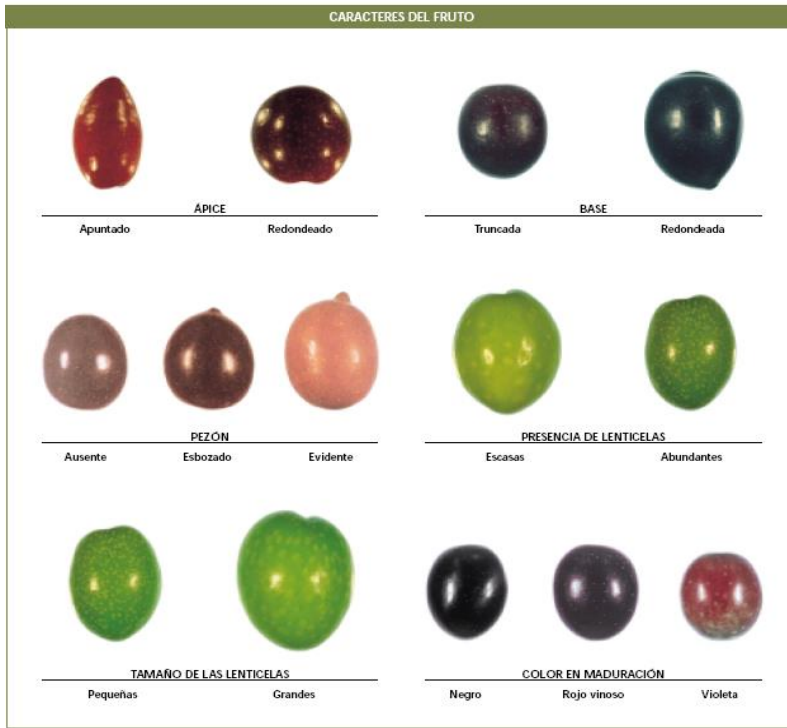 CARACTERES DEL FRUTO
ÁPICE
Apuntado Redondeado
BASE
Truncada Redondeada
PEZÓN
Ausente Esbozado Evidente
PRESENCIA DE LENTICELAS
Escasas Abundantes
TAMAÑO DE LAS LENTICELAS
Pequeñas Grandes
COLOR EN MADURACIÓN
Negro Rojo vinoso Violeta